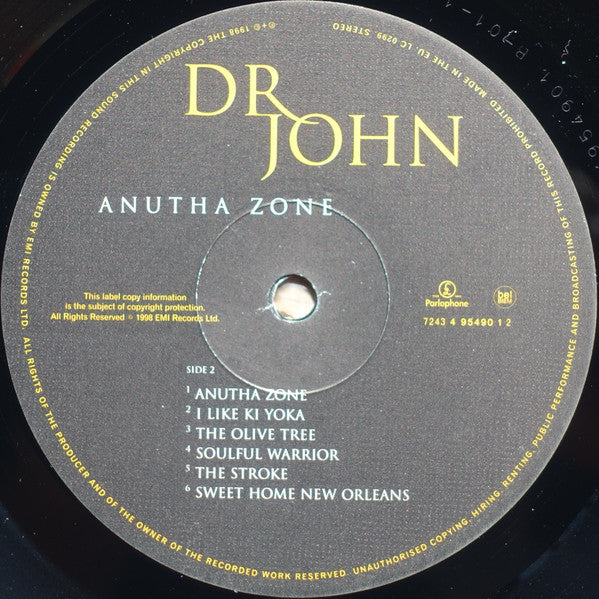 DR
JOHN
ANUTHA ZONE
This label copy information
is the subject of copyright protection.
All Rights Reserved © 1998 EMI Records Ltd.
Parlophone
7243 4 95490 1 2
SIDE 2
1 ANUTHA ZONE
2 I LIKE KI YOKA
3 THE OLIVE TREE
4 SOULFUL WARRIOR
5 THE STROKE
6 SWEET HOME NEW ORLEANS
℗+© 1998 THE COPYRIGHT IN THIS SOUND RECORDING IS OWNED BY EMI RECORDS LTD. ALL RIGHTS OF THE PRODUCER AND OF THE OWNER OF THE RECORDED WORK RESERVED. UNAUTHORISED COPYING, HIRING, RENTING, PUBLIC PERFORMANCE AND BROADCASTING OF THIS RECORD PROHIBITED MADE IN THE EU. LC 0299. STEREO